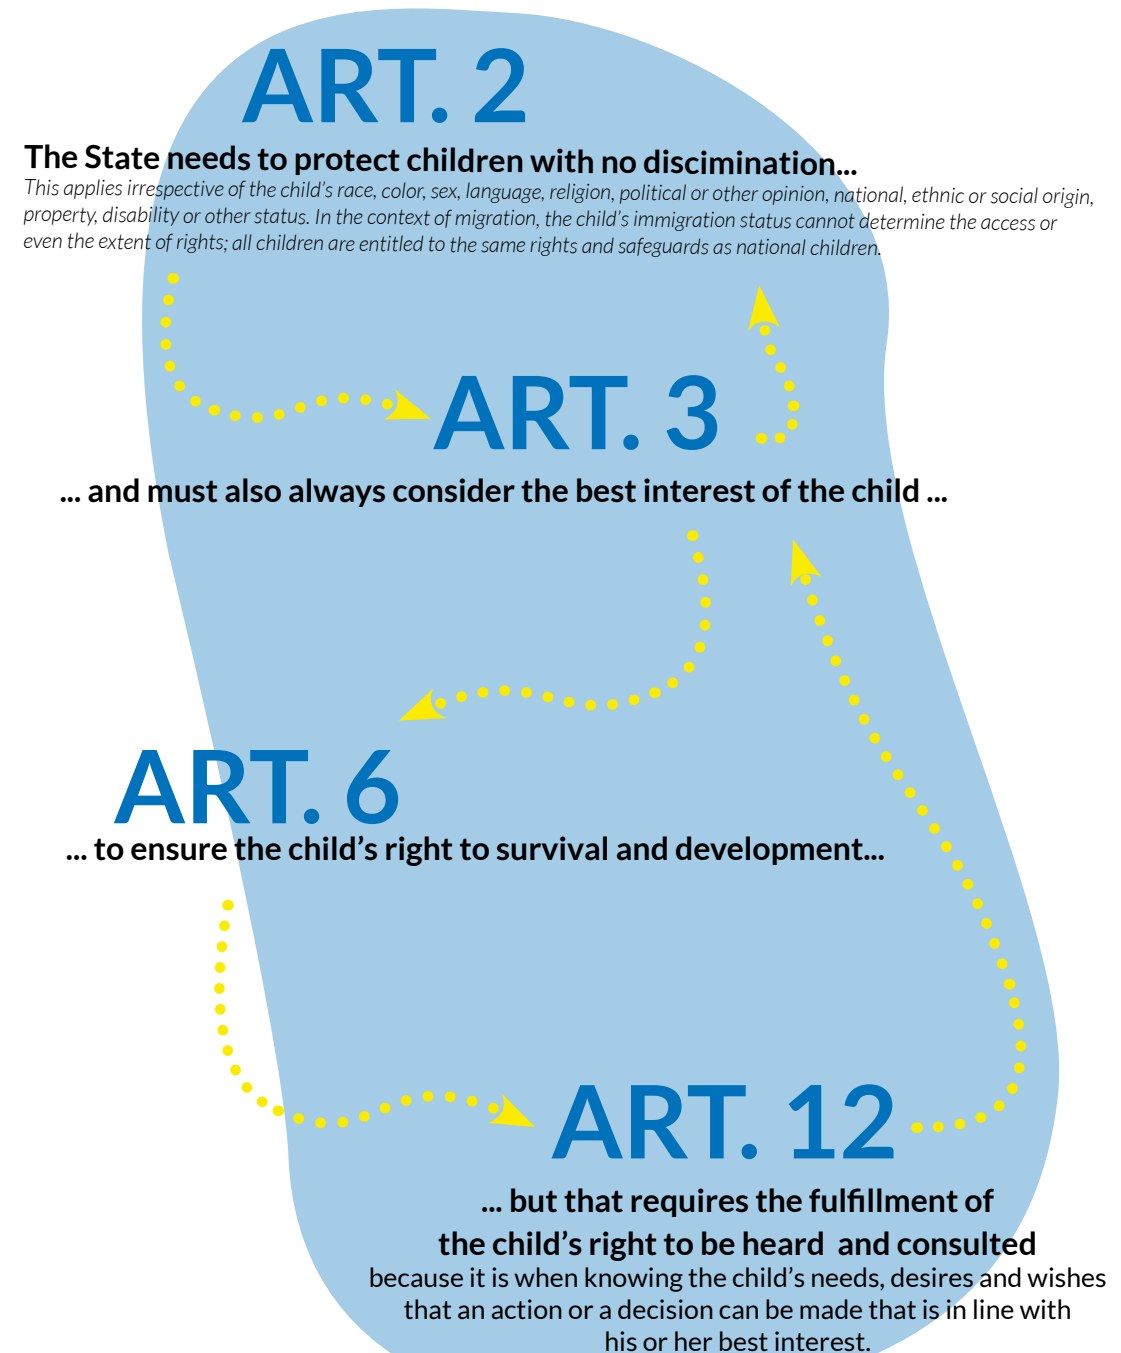 ART. 2
The State needs to protect children with no discimination...
This applies irrespective of the child's race, color, sex, language, religion, political or other opinion, national, ethnic or social origin,
property, disability or other status. In the context of migration, the child's immigration status cannot determine the access or
even the extent of rights; all children are entitled to the same rights and safeguards as national children.
ART. 3
... and must also always consider the best interest of the child ...
ART. 6
... to ensure the child's right to survival and development...
ART. 12
... but that requires the fulfillment of
the child's right to be heard  and consulted
because it is when knowing the child's needs, desires and wishes
that an action or a decision can be made that is in line with
his or her best interest.